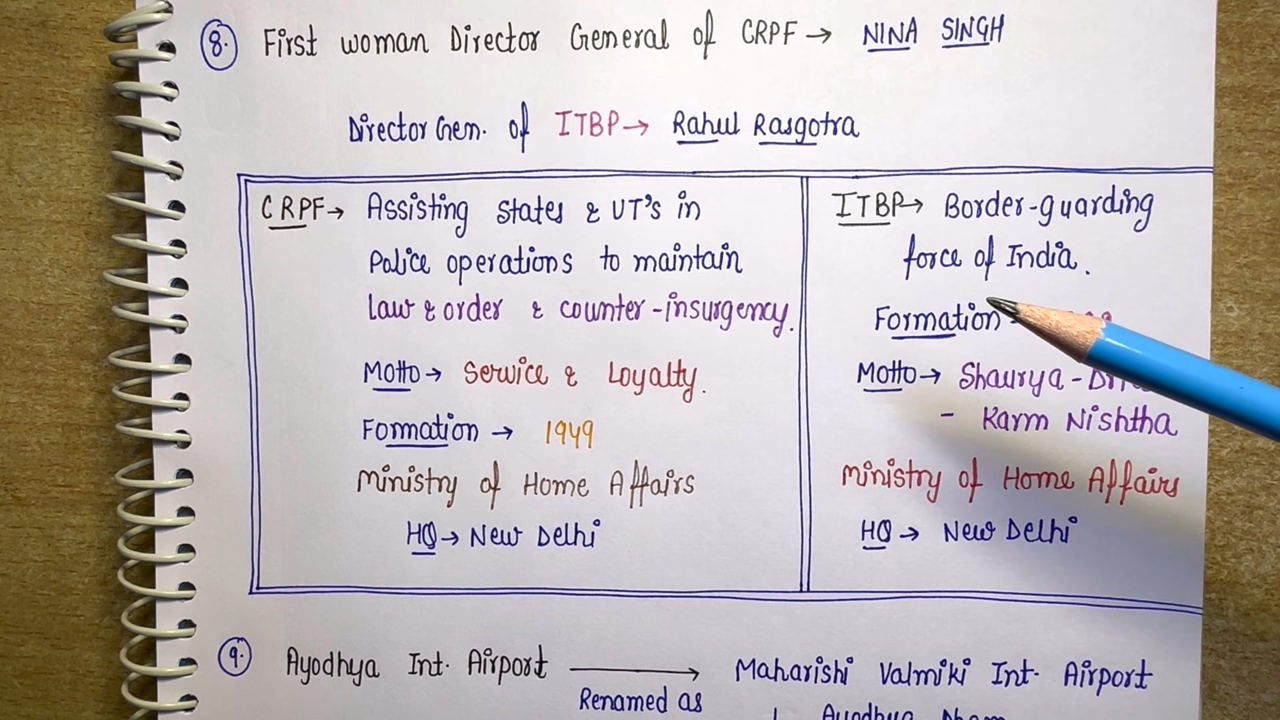 8. First woman Director General of CRPF → NINA SINGH
Director Gen. of ITBP → Rahul Rasgotra
CRPF → Assisting States & UT's in
Police operations to maintain
Law & order & counter-insurgency.
Motto → Service & Loyalty.
Formation → 1949
Ministry of Home Affairs
HQ → New Delhi
ITBP → Border-guarding
force of India.
Formation -
Motto → Shaurya -
- Karm Nishtha
Ministry of Home Affairs
HQ → New Delhi
9. Ayodhya Int. Airport → Maharishi Valmiki Int. Airport
Renamed as
Ayodhya Dham